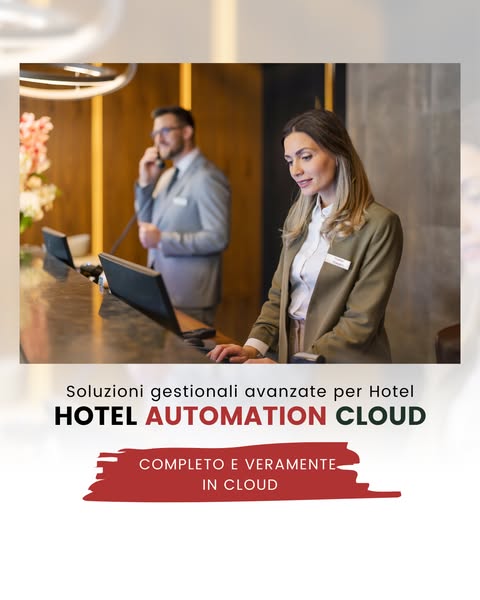 Soluzioni gestionali avanzate per Hotel
HOTEL AUTOMATION CLOUD
COMPLETO E VERAMENTE
IN CLOUD